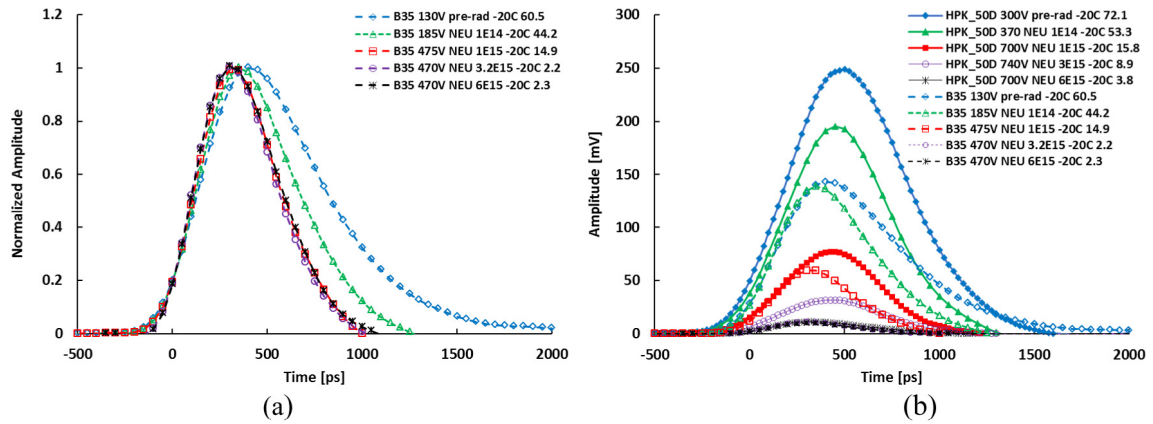 B35 130V pre-rad -20C 60.5
B35 185V NEU 1E14 -20C 44.2
B35 475V NEU 1E15 -20C 14.9
B35 470V NEU 3.2E15 -20C 2.2
B35 470V NEU 6E15 -20C 2.3
1.2
1
0.8
0.6
0.4
0.2
0
Normalized Amplitude
-500 0 500 1000 1500 2000
Time [ps]
(a)
HPK_50D 300V pre-rad -20C 72.1
HPK_50D 370 NEU 1E14 -20C 53.3
HPK_50D 700V NEU 1E15 -20C 15.8
HPK_50D 740V NEU 3E15 -20C 8.9
HPK_50D 700V NEU 6E15 -20C 3.8
B35 130V pre-rad -20C 60.5
B35 185V NEU 1E14 -20C 44.2
B35 475V NEU 1E15 -20C 14.9
B35 470V NEU 3.2E15 -20C 2.2
B35 470V NEU 6E15 -20C 2.3
300
250
200
150
100
50
0
Amplitude [mV]
-500 0 500 1000 1500 2000
Time [ps]
(b)